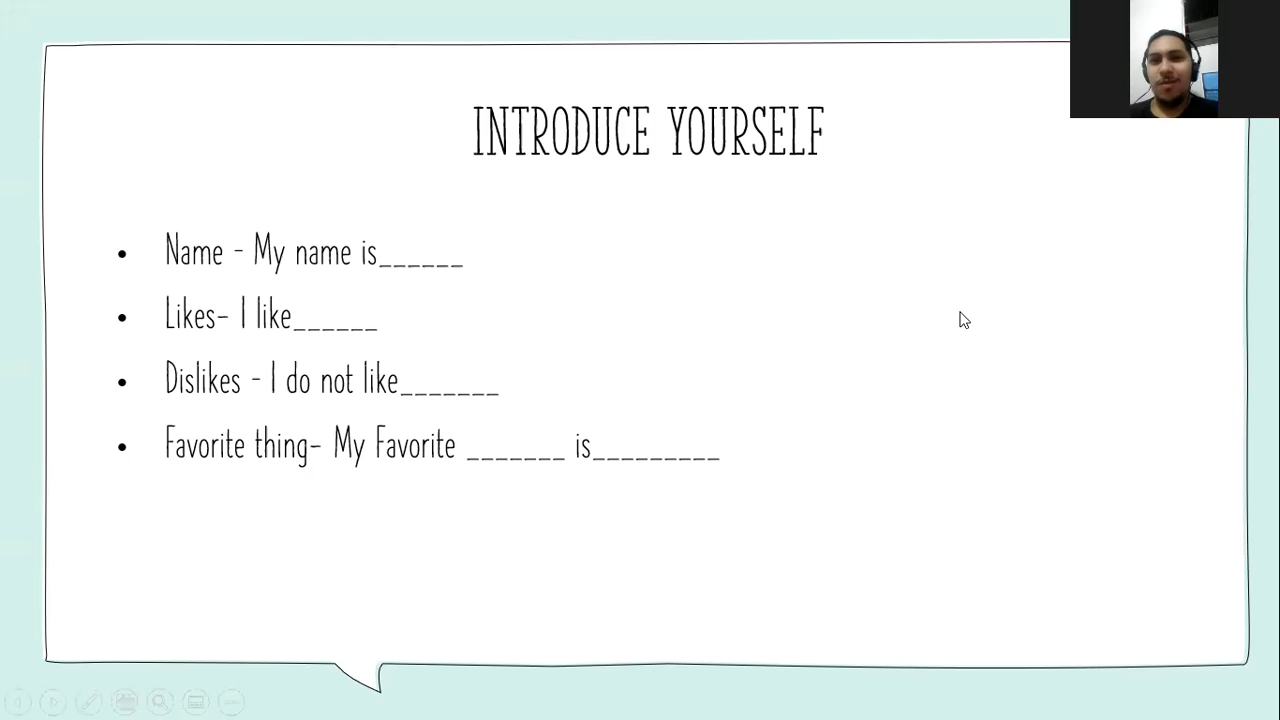 INTRODUCE YOURSELF
• Name - My name is______
• Likes- I like______
• Dislikes - I do not like_______
• Favorite thing- My Favorite _______ is_________